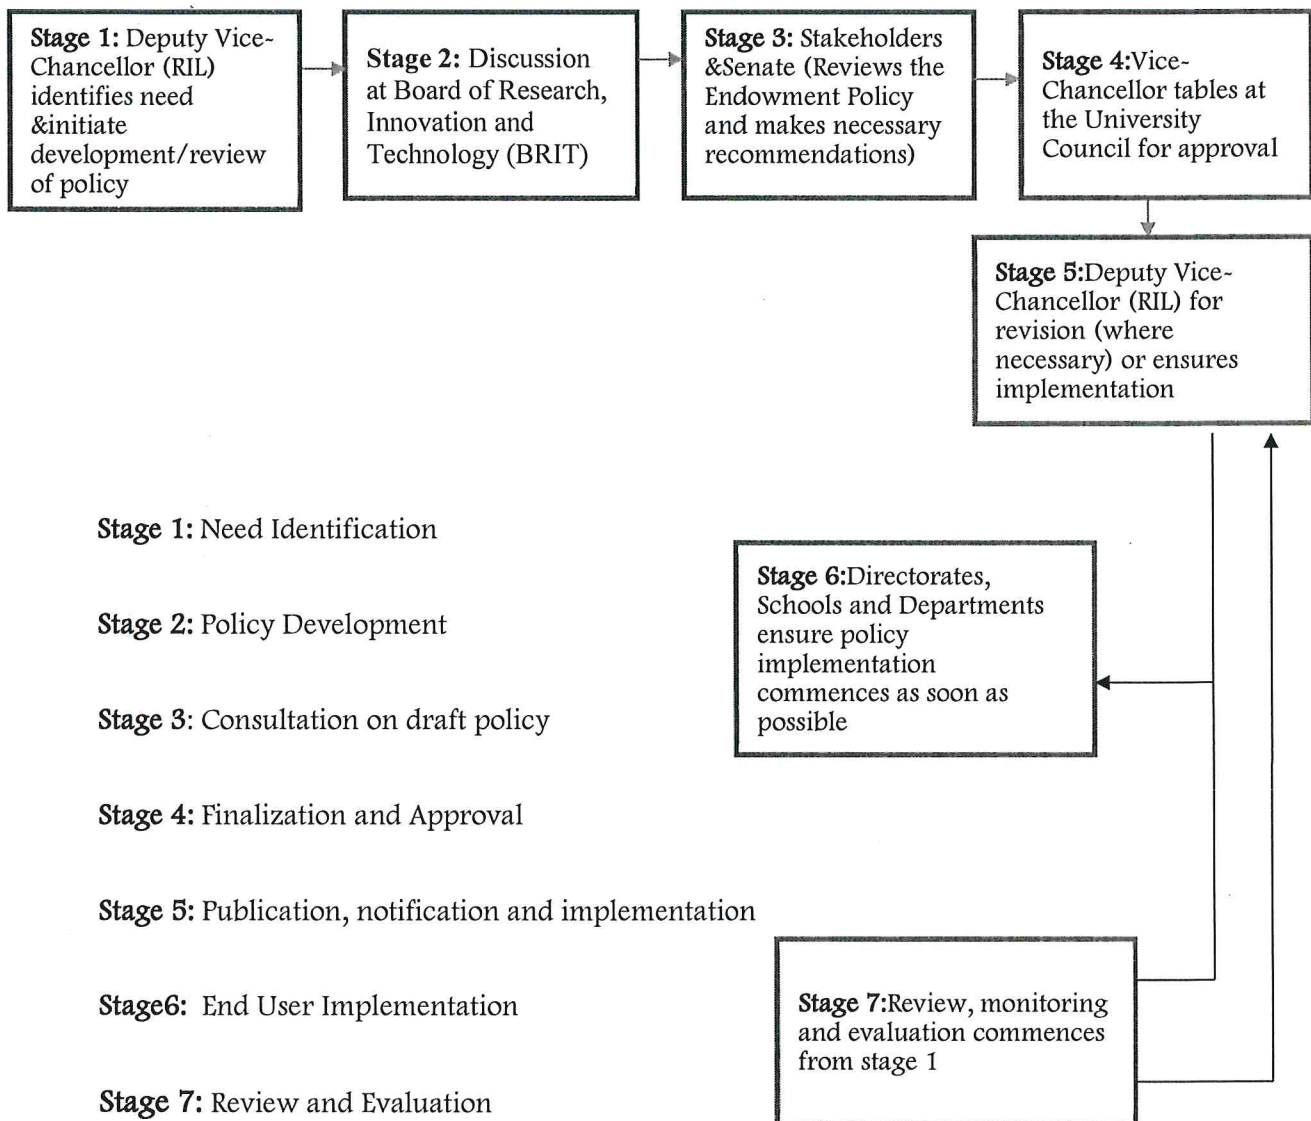 Stage 1: Deputy Vice-
Chancellor (RIL)
identifies need
&initiate
development/review
of policy
Stage 2: Discussion
at Board of Research,
Innovation and
Technology (BRIT)
Stage 3: Stakeholders
&Senate (Reviews the
Endowment Policy
and makes necessary
recommendations)
Stage 4:Vice-
Chancellor tables at
the University
Council for approval
Stage 5:Deputy Vice-
Chancellor (RIL) for
revision (where
necessary) or ensures
implementation
Stage 1: Need Identification
Stage 2: Policy Development
Stage 3: Consultation on draft policy
Stage 4: Finalization and Approval
Stage 5: Publication, notification and implementation
Stage6: End User Implementation
Stage 7: Review and Evaluation
Stage 6:Directorates,
Schools and Departments
ensure policy
implementation
commences as soon as
possible
Stage 7:Review, monitoring
and evaluation commences
from stage 1